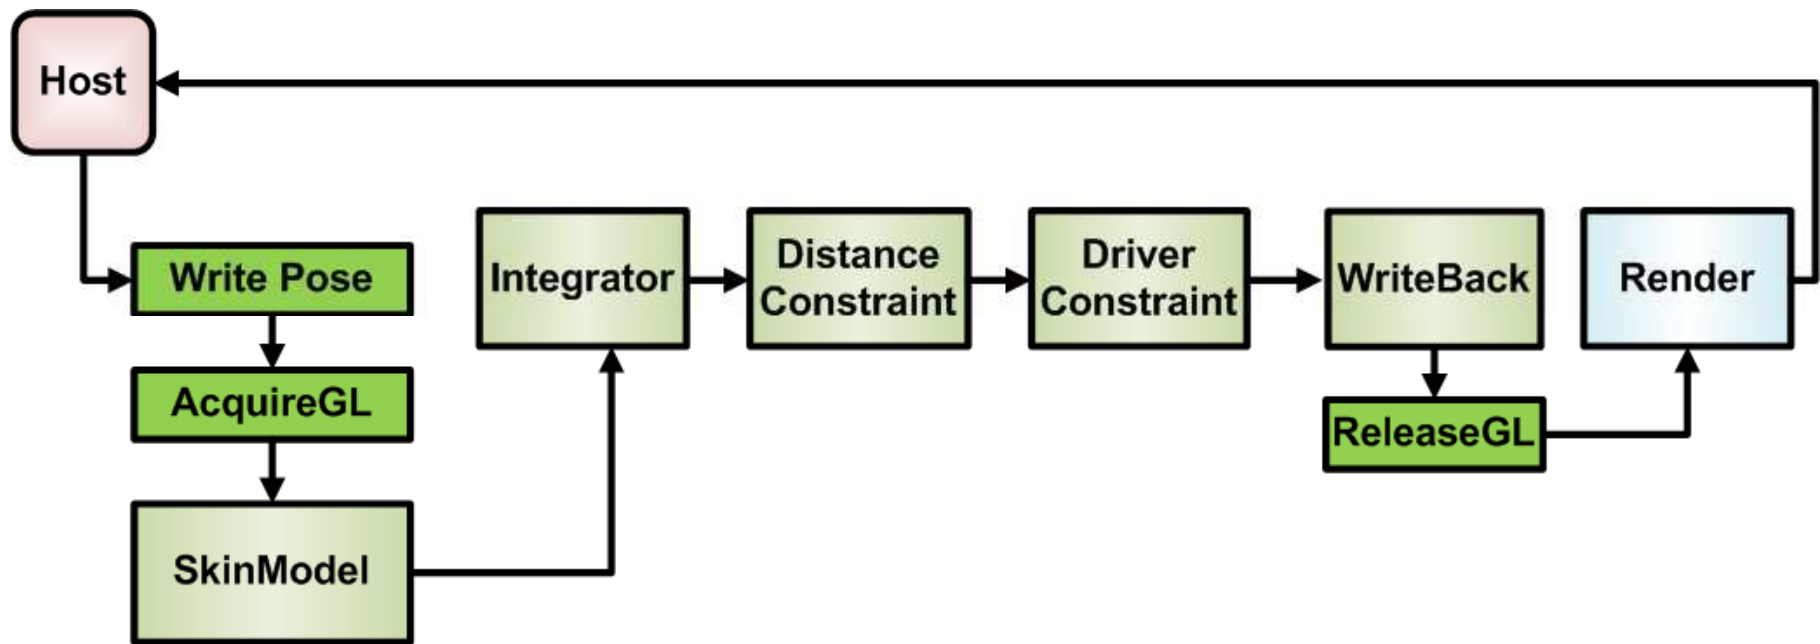 Host
Write Pose
AcquireGL
SkinModel
Integrator
Distance
Constraint
Driver
Constraint
WriteBack
ReleaseGL
Render